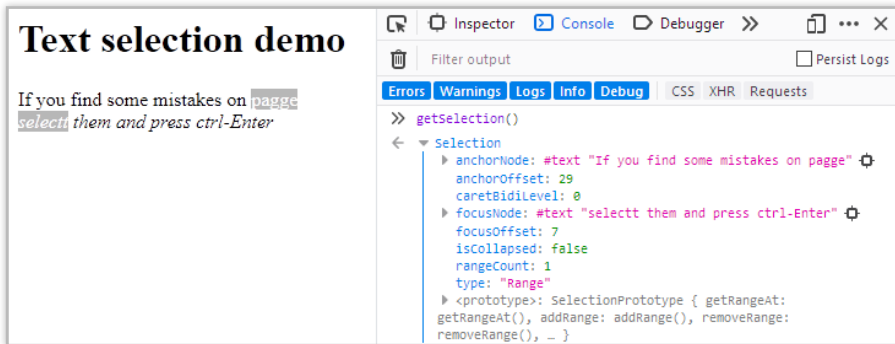 Text selection demo
If you find some mistakes on pagge
selectt them and press ctrl-Enter
Inspector Console Debugger
Filter output Persist Logs
Errors Warnings Logs Info Debug CSS XHR Requests
getSelection()
Selection
anchorNode: #text "If you find some mistakes on pagge"
anchorOffset: 29
caretBidiLevel: 0
focusNode: #text "selectt them and press ctrl-Enter"
focusOffset: 7
isCollapsed: false
rangeCount: 1
type: "Range"
<prototype>: SelectionPrototype { getRangeAt:
getRangeAt(), addRange: addRange(), removeRange:
removeRange(), … }